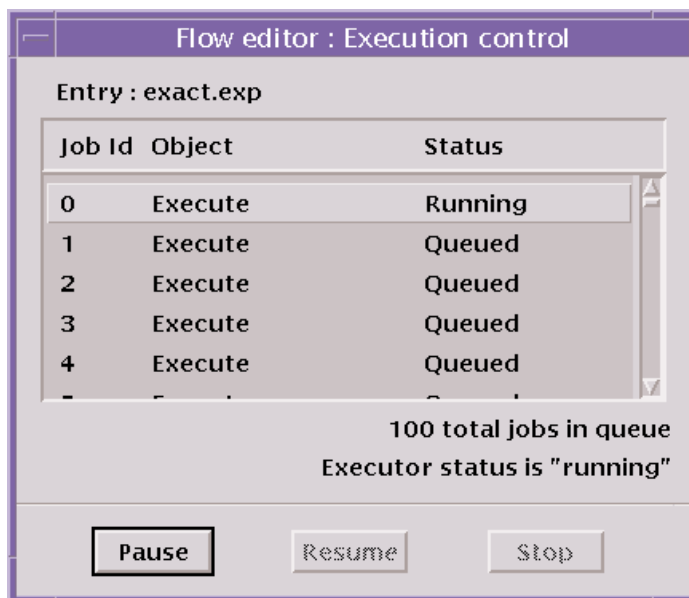 Flow editor : Execution control
Entry : exact.exp
Job Id Object Status
0 Execute Running
1 Execute Queued
2 Execute Queued
3 Execute Queued
4 Execute Queued
100 total jobs in queue
Executor status is "running"
Pause Resume Stop